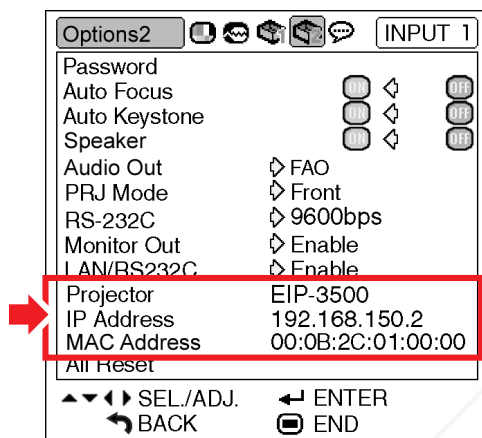 Options2 INPUT 1
Password
Auto Focus ON OFF
Auto Keystone ON OFF
Speaker ON OFF
Audio Out FAO
PRJ Mode Front
RS-232C 9600bps
Monitor Out Enable
LAN/RS232C Enable
Projector EIP-3500
IP Address 192.168.150.2
MAC Address 00:0B:2C:01:00:00
All Reset
SEL./ADJ. ENTER
BACK END